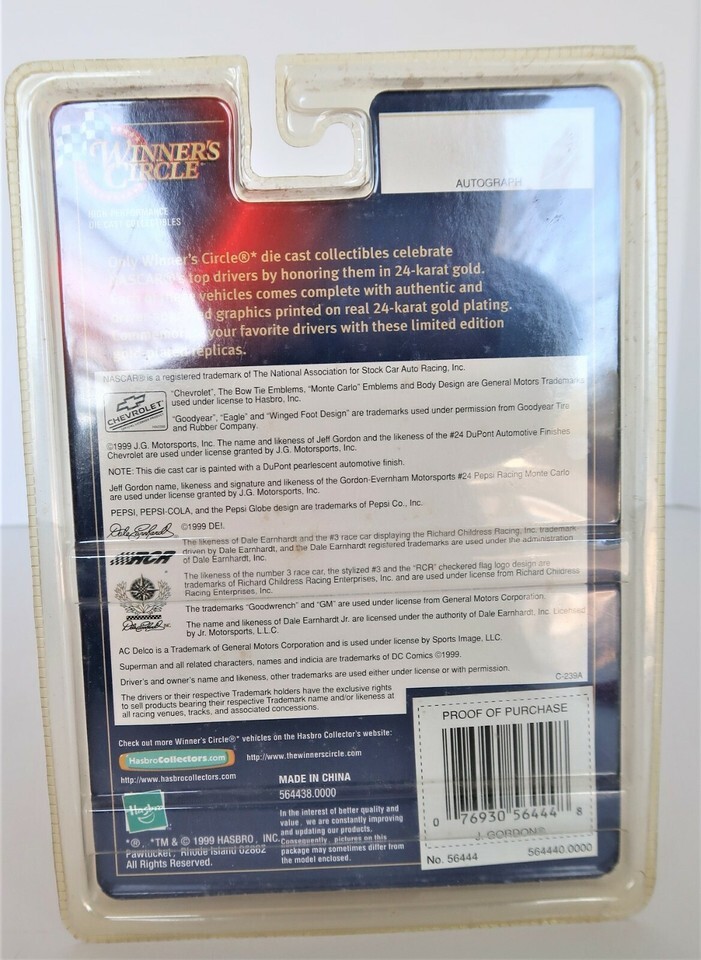 WINNER'S
CIRCLE
HIGH PERFORMANCE
DIE CAST COLLECTIBLES
AUTOGRAPH
Only Winner's Circle®* die cast collectibles celebrate
top drivers by honoring them in 24-karat gold.
vehicles comes complete with authentic and
graphics printed on real 24-karat gold plating.
your favorite drivers with these limited edition
replicas.
NASCAR® is a registered trademark of The National Association for Stock Car Auto Racing, Inc.
CHEVROLET
"Chevrolet", The Bow Tie Emblems, "Monte Carlo" Emblems and Body Design are General Motors Trademarks
used under license to Hasbro, Inc.
"Goodyear", "Eagle" and "Winged Foot Design" are trademarks used under permission from Goodyear Tire
and Rubber Company.
©1999 J.G. Motorsports, Inc. The name and likeness of Jeff Gordon and the likeness of the #24 DuPont Automotive Finishes
Chevrolet are used under license granted by J.G. Motorsports, Inc.
NOTE: This die cast car is painted with a DuPont pearlescent automotive finish.
Jeff Gordon name, likeness, signature and likeness of the Gordon-Evernham Motorsports #24 Pepsi Racing Monte Carlo
are used under license granted by J.G. Motorsports, Inc.
PEPSI, PEPSI-COLA, and the Pepsi Globe design are trademarks of Pepsi Co., Inc.
Dale Earnhardt ©1999 DEI.
The likeness of Dale Earnhardt and the #3 race car displaying the Richard Childress Racing, Inc. trademark
driven by Dale Earnhardt, and the Dale Earnhardt registered trademarks are used under the administration
of Dale Earnhardt, Inc.
RCR
The likeness of the number 3 race car, the stylized #3 and the "RCR" checkered flag logo design are
trademarks of Richard Childress Racing Enterprises, Inc. and are used under license from Richard Childress
Racing Enterprises, Inc.
The trademarks "Goodwrench" and "GM" are used under license from General Motors Corporation.
The name and likeness of Dale Earnhardt Jr. are licensed under the authority of Dale Earnhardt, Inc. Licensed
by Jr. Motorsports, L.L.C.
AC Delco is a Trademark of General Motors Corporation and is used under license by Sports Image, LLC.
Superman and all related characters, names and indicia are trademarks of DC Comics ©1999.
Driver's and owner's name and likeness, other trademarks are used either under license or with permission.
C-239A
The drivers or their respective Trademark holders have the exclusive rights
to sell products bearing their respective Trademark name and/or likeness at
all racing venues, tracks, and associated concessions.
Check out more Winner's Circle®* vehicles on the Hasbro Collector's website:
HasbroCollectors.com
http://www.thewinnerscircle.com
http://www.hasbrocollectors.com
MADE IN CHINA
564438.0000
Hasbro
In the interest of better quality and
value, we are constantly improving
and updating our products.
Consequently, pictures on this
package may sometimes differ from
the model enclosed.
*®, *TM & © 1999 HASBRO, INC.
Pawtucket, Rhode Island 02862
All Rights Reserved.
PROOF OF PURCHASE
0 76930 56444 8
J. GORDON®
No. 56444
564440.0000